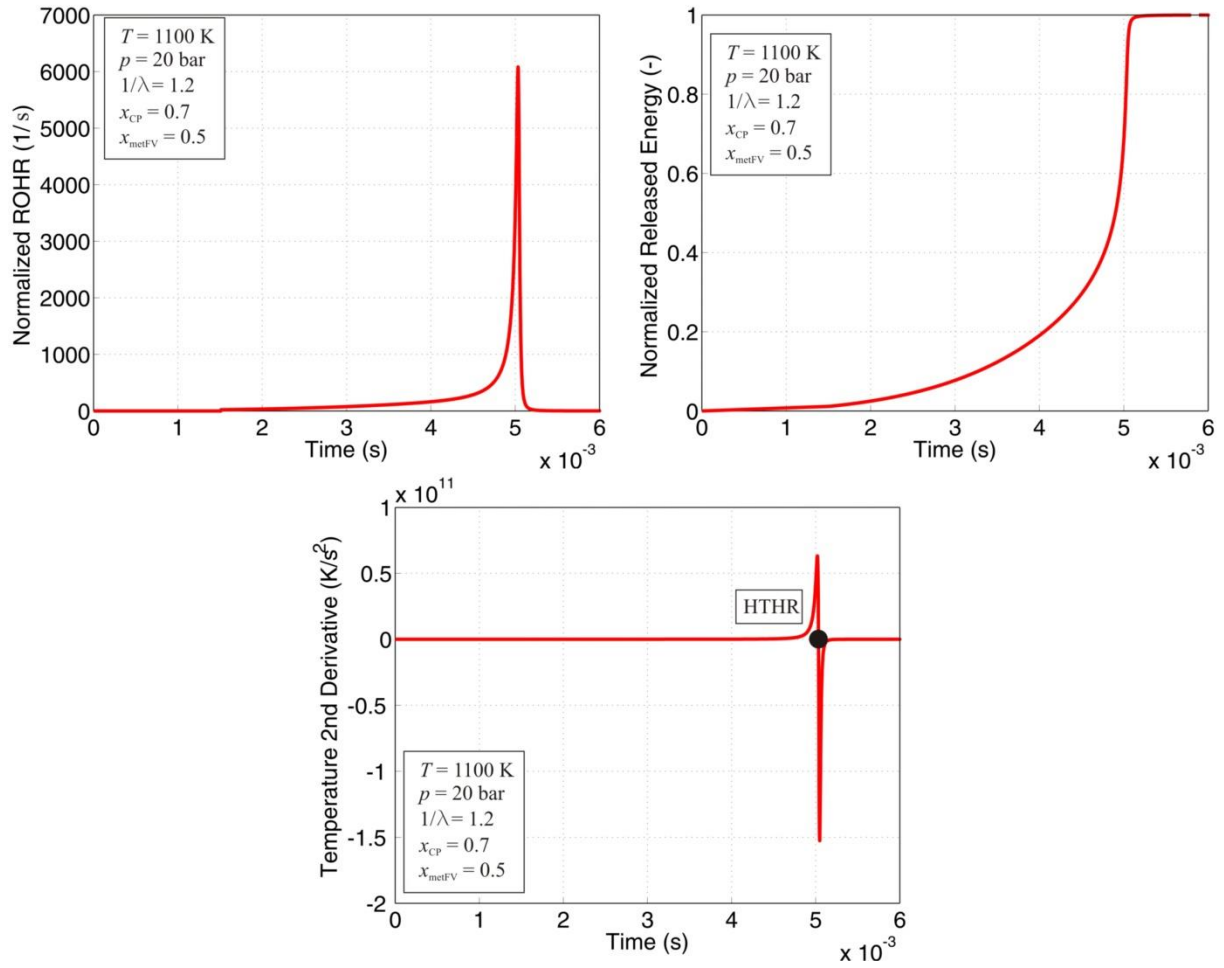 7000
6000
5000
4000
3000
2000
1000
0
Normalized ROHR (1/ s)
T = 1100 K
p = 20 bar
1/λ = 1.2
xCP = 0.7
xmetFV = 0.5
0 1 2 3 4 5 6
Time (s)
x 10-3
1
0.8
0.6
0.4
0.2
0
Normalized Released Energy (-)
T = 1100 K
p = 20 bar
1/λ = 1.2
xCP = 0.7
xmetFV = 0.5
0 1 2 3 4 5 6
Time (s)
x 10-3
x 1011
1
0.5
0
-0.5
-1
-1.5
-2
Temperature 2nd Derivative (K/s2)
HTHR
T = 1100 K
p = 20 bar
1/λ = 1.2
xCP = 0.7
xmetFV = 0.5
0 1 2 3 4 5 6
Time (s)
x 10-3